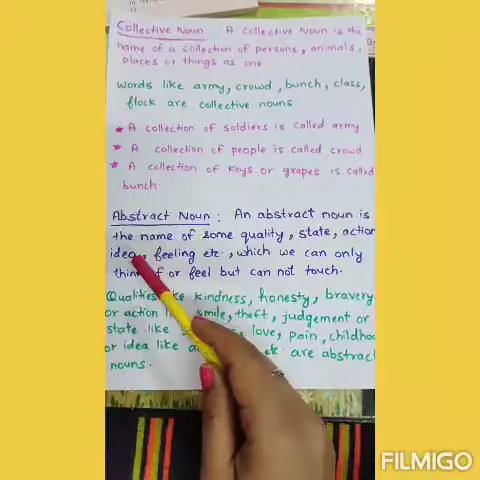 Collective Noun : A Collective Noun is the
name of a collection of persons, animals,
places or things as one
Words like army, crowd, bunch, class,
flock are collective nouns
★ A collection of soldiers is called army
★ A collection of people is called crowd
★ A collection of keys or grapes is called
bunch.
Abstract Noun : An abstract noun is
the name of some quality, state, action
idea, feeling etc., which we can only
think of or feel but can not touch.
Qualities like kindness, honesty, bravery
or action smile, theft, judgement or
state like love, pain, childhoo
or idea like etc are abstract
nouns.
FILMIGO